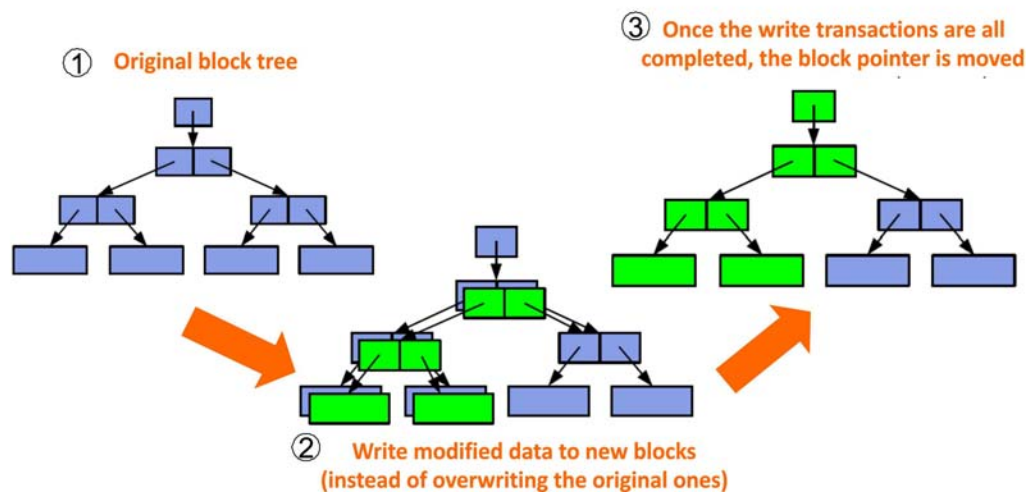 ① Original block tree
③ Once the write transactions are all
completed, the block pointer is moved
② Write modified data to new blocks
(instead of overwriting the original ones)